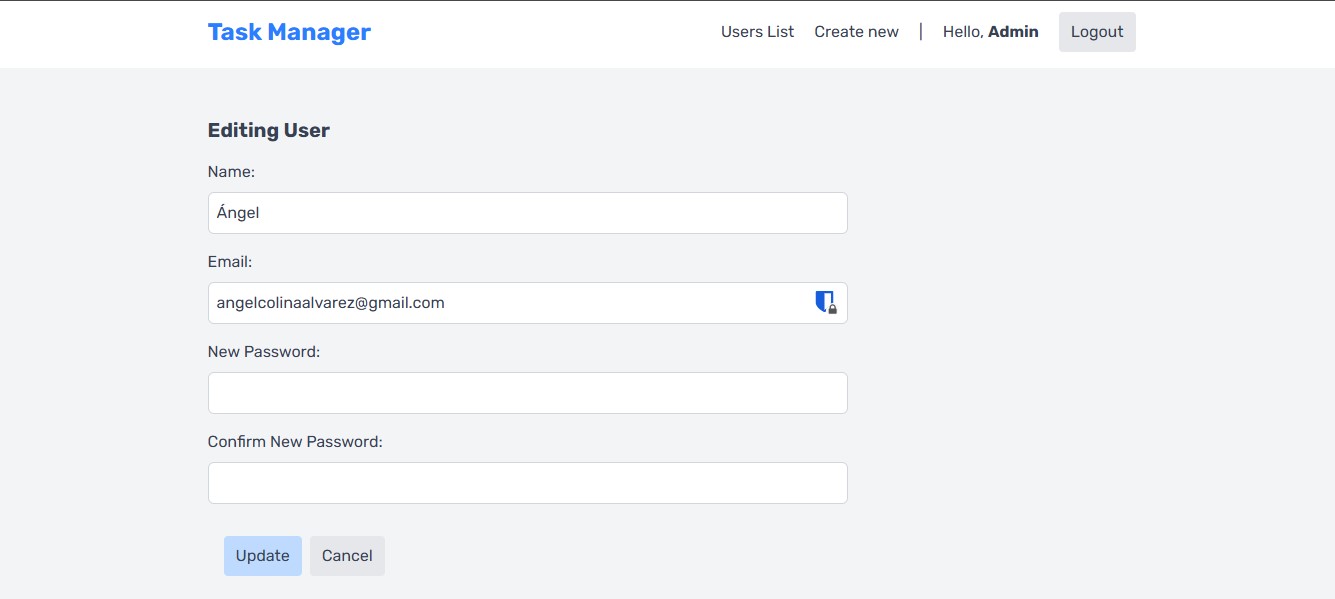 Task Manager
Users List Create new | Hello, Admin Logout
Editing User
Name:
Ángel
Email:
angelcolinaalvarez@gmail.com
New Password:
Confirm New Password:
Update Cancel